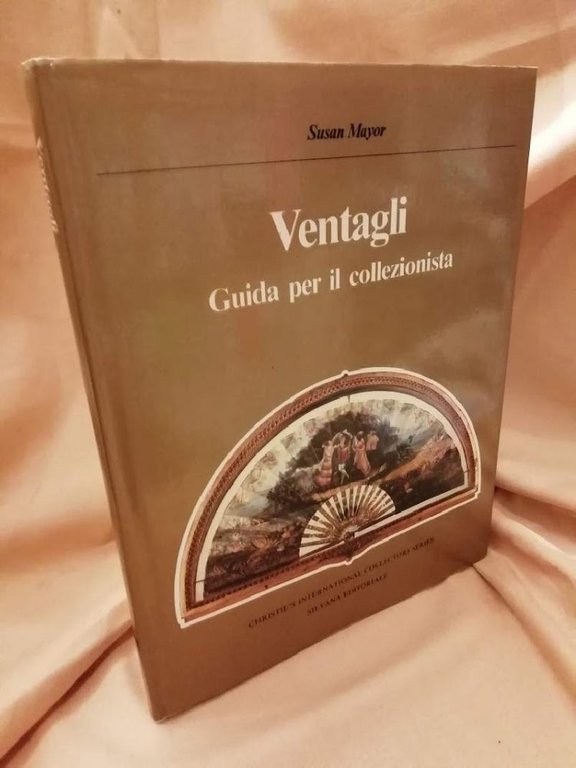 Susan Mayor
Ventagli
Guida per il collezionista
CHRISTIE'S INTERNATIONAL COLLECTORS SERIES
SILVANA EDITORIALE